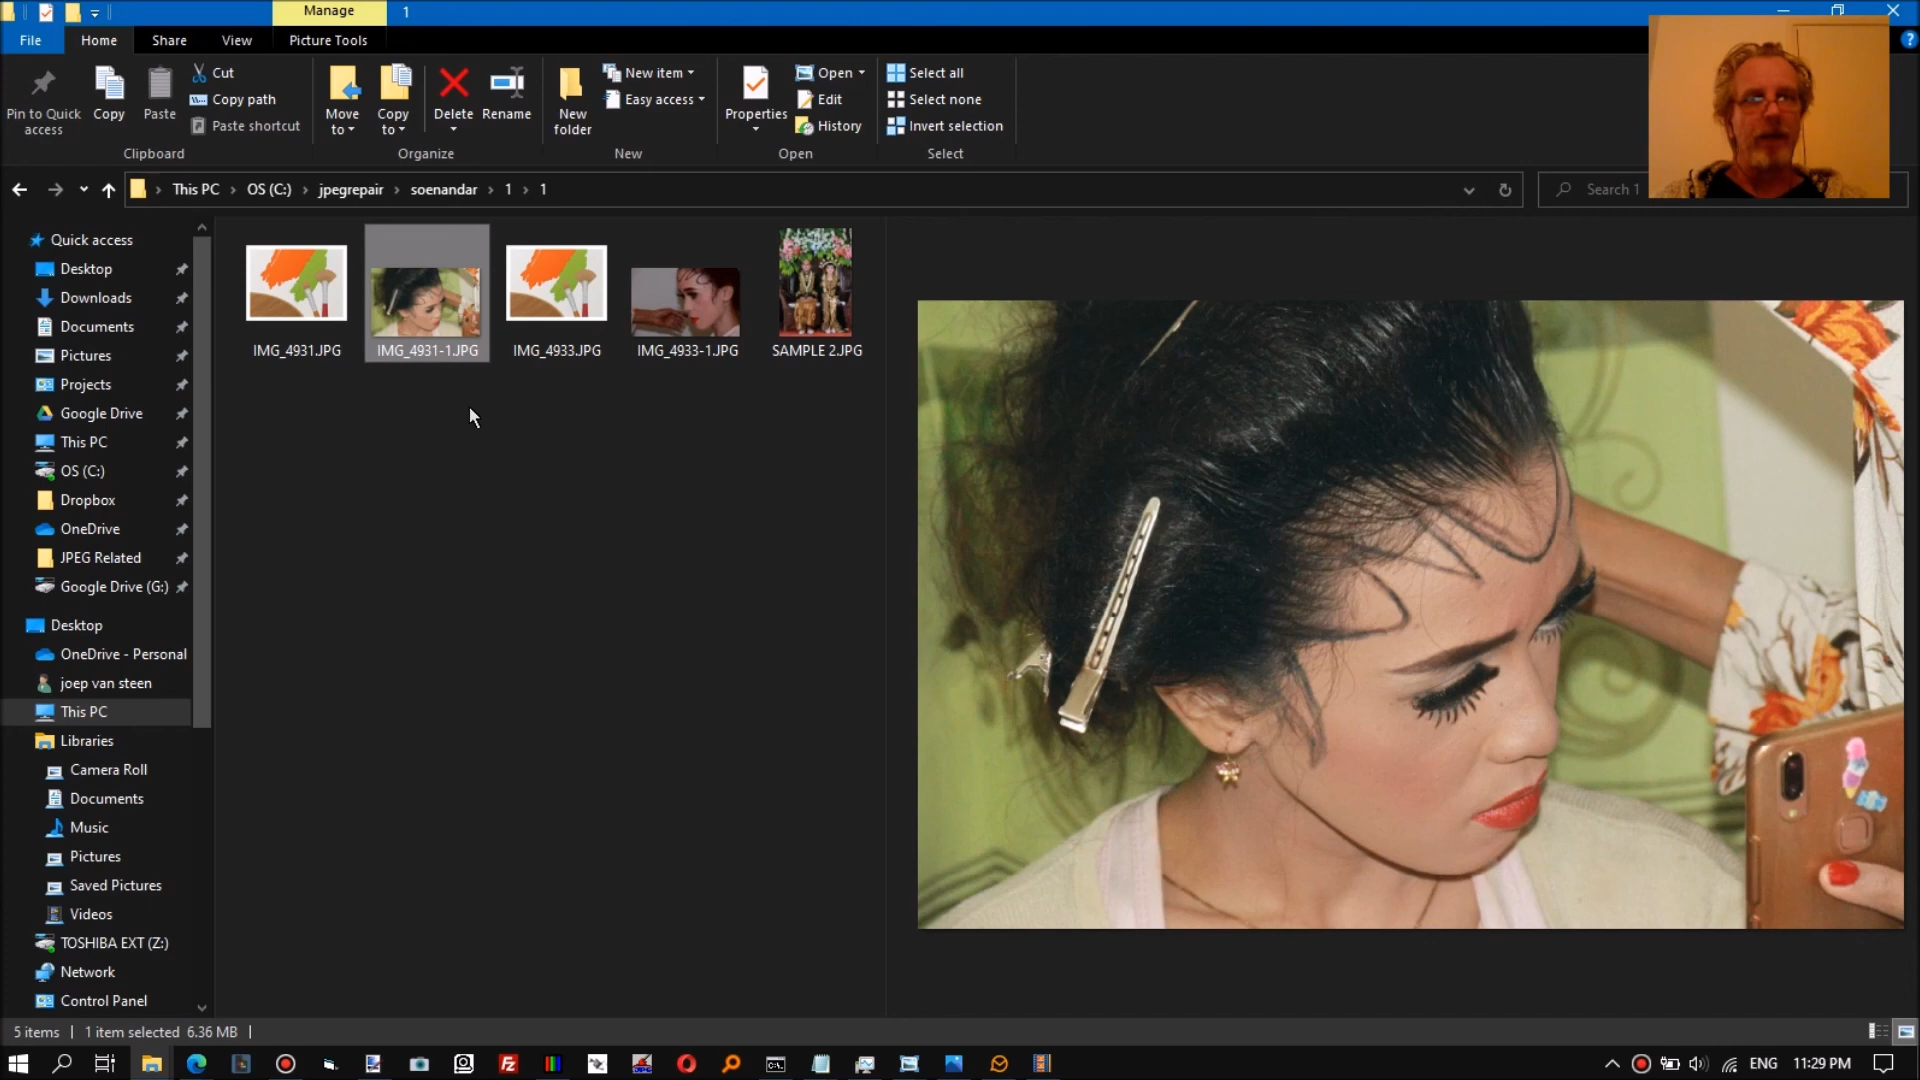 Manage
1
File
Home
Share
View
Picture Tools
Pin to Quick access
Copy
Paste
Cut
Copy path
Paste shortcut
Clipboard
Move to
Copy to
Delete
Rename
Organize
New folder
New item
Easy access
New
Properties
Open
Edit
History
Open
Select all
Select none
Invert selection
Select
This PC
OS (C:)
jpegrepair
soenandar
1
1
Search 1
Quick access
Desktop
Downloads
Documents
Pictures
Projects
Google Drive
This PC
OS (C:)
Dropbox
OneDrive
JPEG Related
Google Drive (G:)
Desktop
OneDrive - Personal
joep van steen
This PC
Libraries
Camera Roll
Documents
Music
Pictures
Saved Pictures
Videos
TOSHIBA EXT (Z:)
Network
Control Panel
IMG_4931.JPG
IMG_4931-1.JPG
IMG_4933.JPG
IMG_4933-1.JPG
SAMPLE 2.JPG
5 items
1 item selected 6.36 MB
ENG
11:29 PM